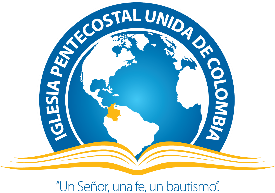 IGLESIA PENTECOSTAL UNIDA DE COLOMBIA
"Un Señor, una fe, un bautismo".